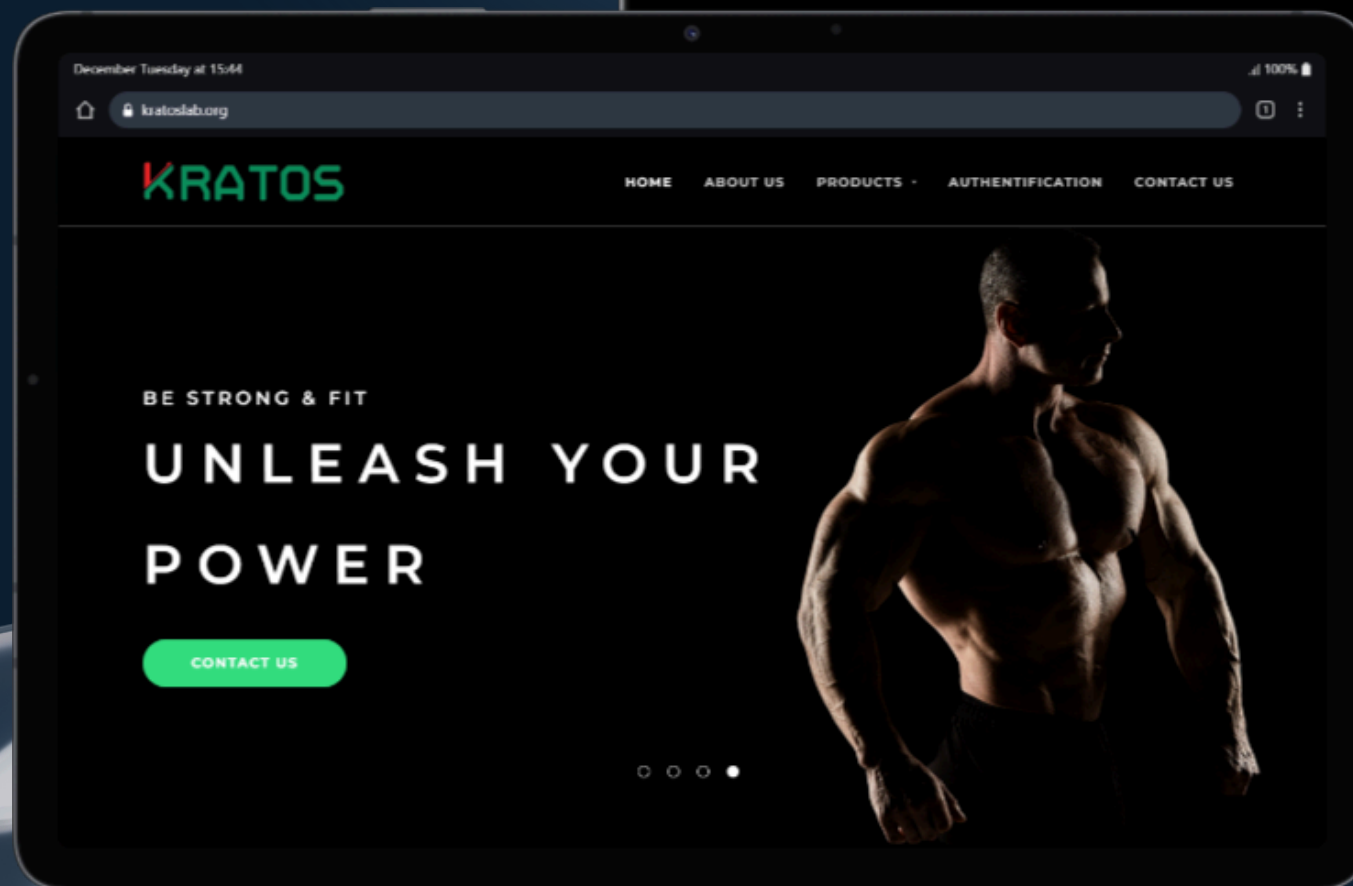 December Tuesday at 15:44
100%
kratoslab.org
1
KRATOS
HOME ABOUT US PRODUCTS AUTHENTIFICATION CONTACT US
BE STRONG & FIT
UNLEASH YOUR
POWER
CONTACT US